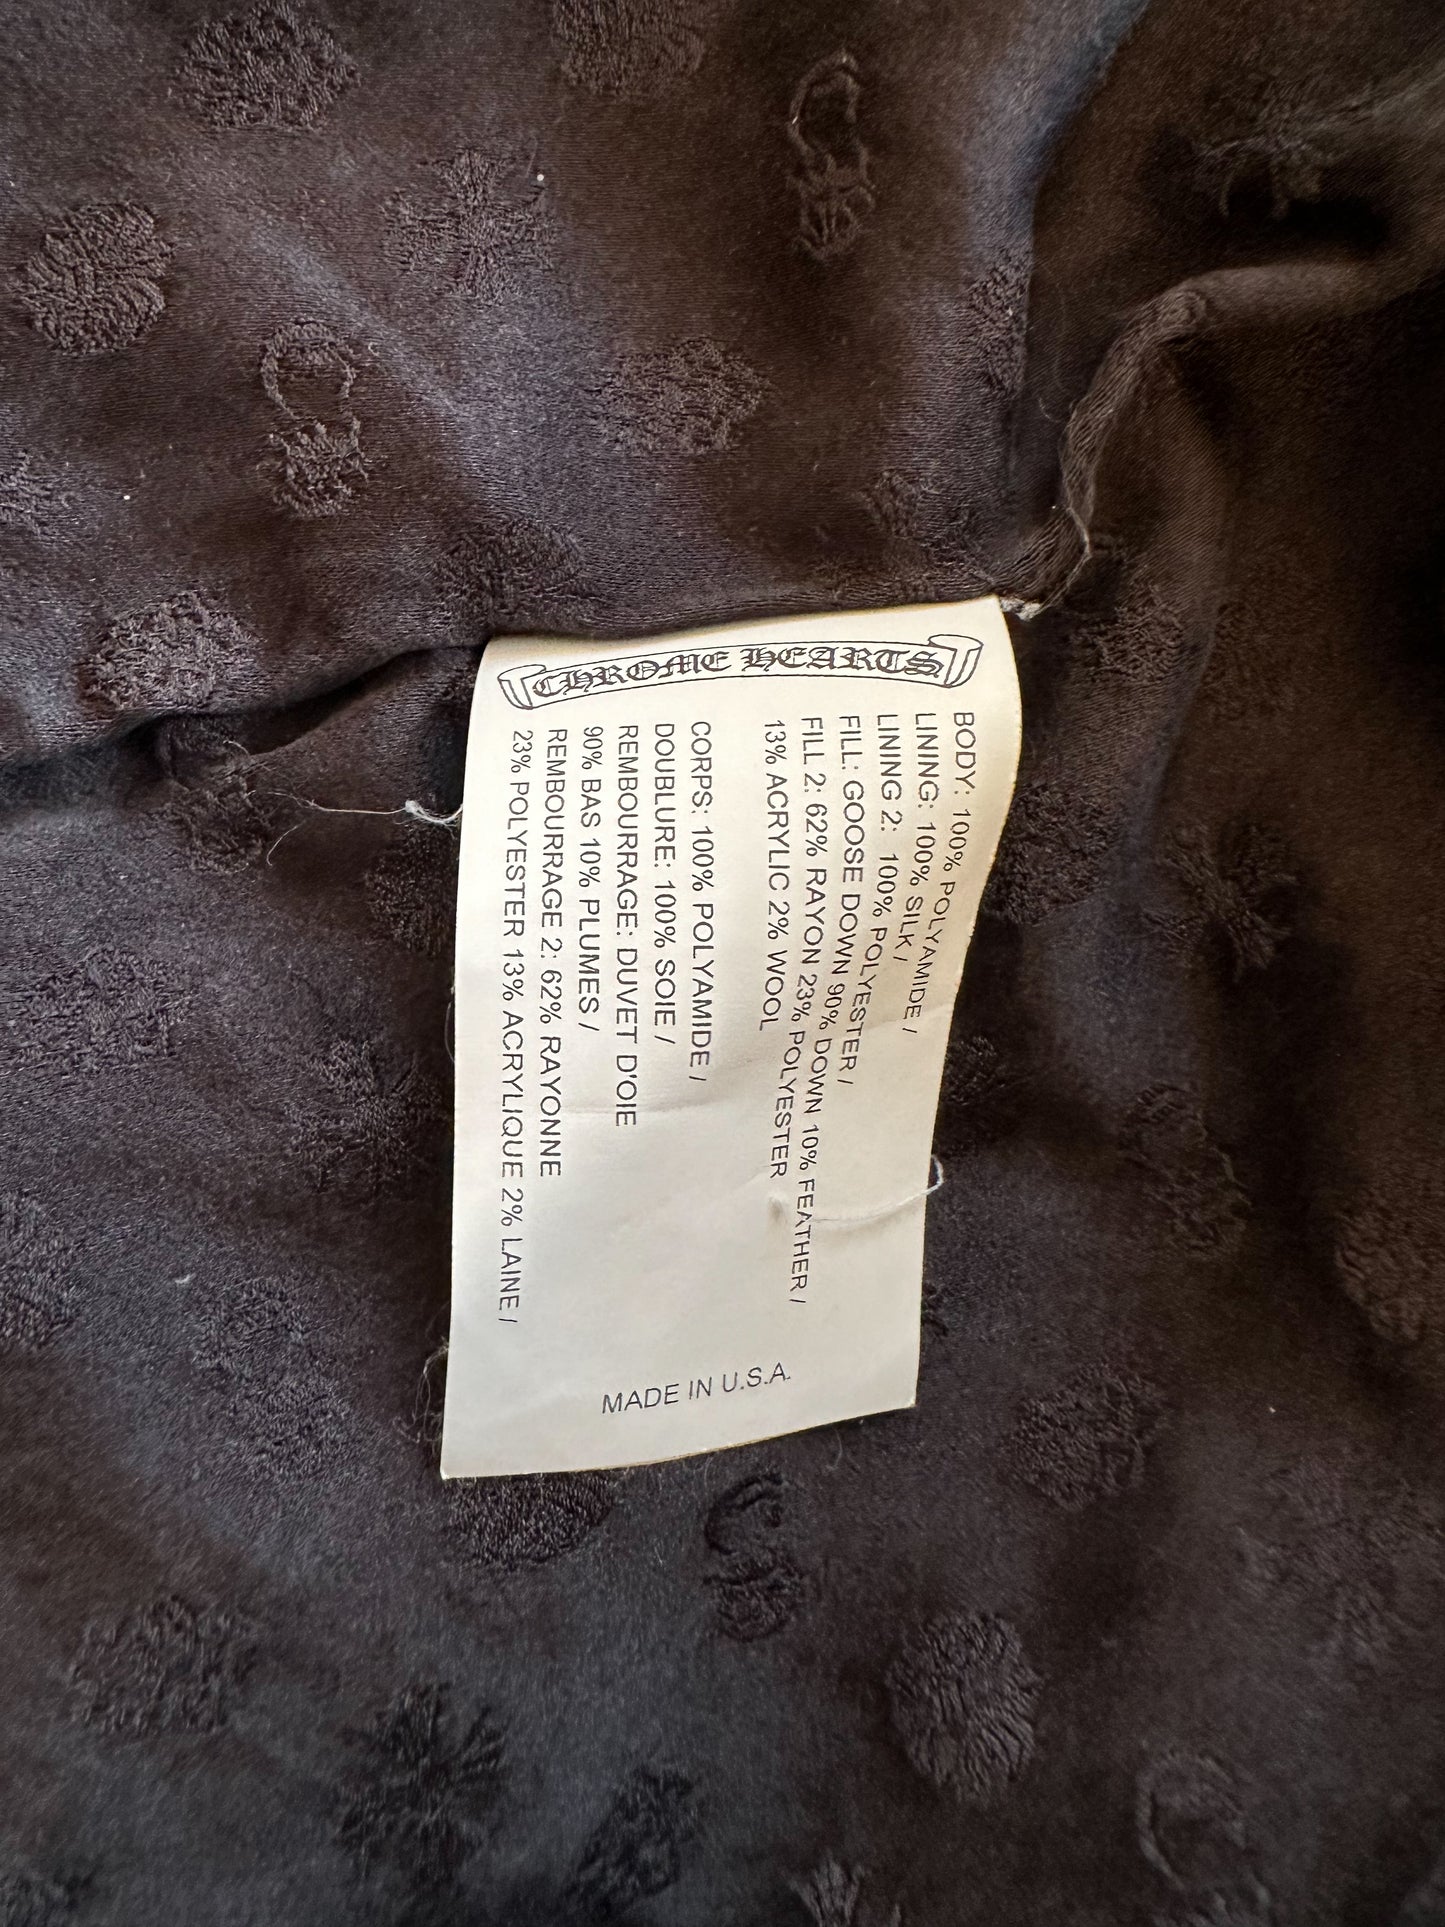 CHROME HEARTS
BODY: 100% POLYAMIDE /
LINING: 100% SILK /
LINING 2: 100% POLYESTER /
FILL: GOOSE DOWN 90% DOWN 10% FEATHER /
FILL 2: 62% RAYON 23% POLYESTER
13% ACRYLIC 2% WOOL
CORPS: 100% POLYAMIDE /
DOUBLURE: 100% SOIE /
REMBOURRAGE: DUVET D'OIE
90% BAS 10% PLUMES /
REMBOURRAGE 2: 62% RAYONNE
23% POLYESTER 13% ACRYLIQUE 2% LAINE /
MADE IN U.S.A.